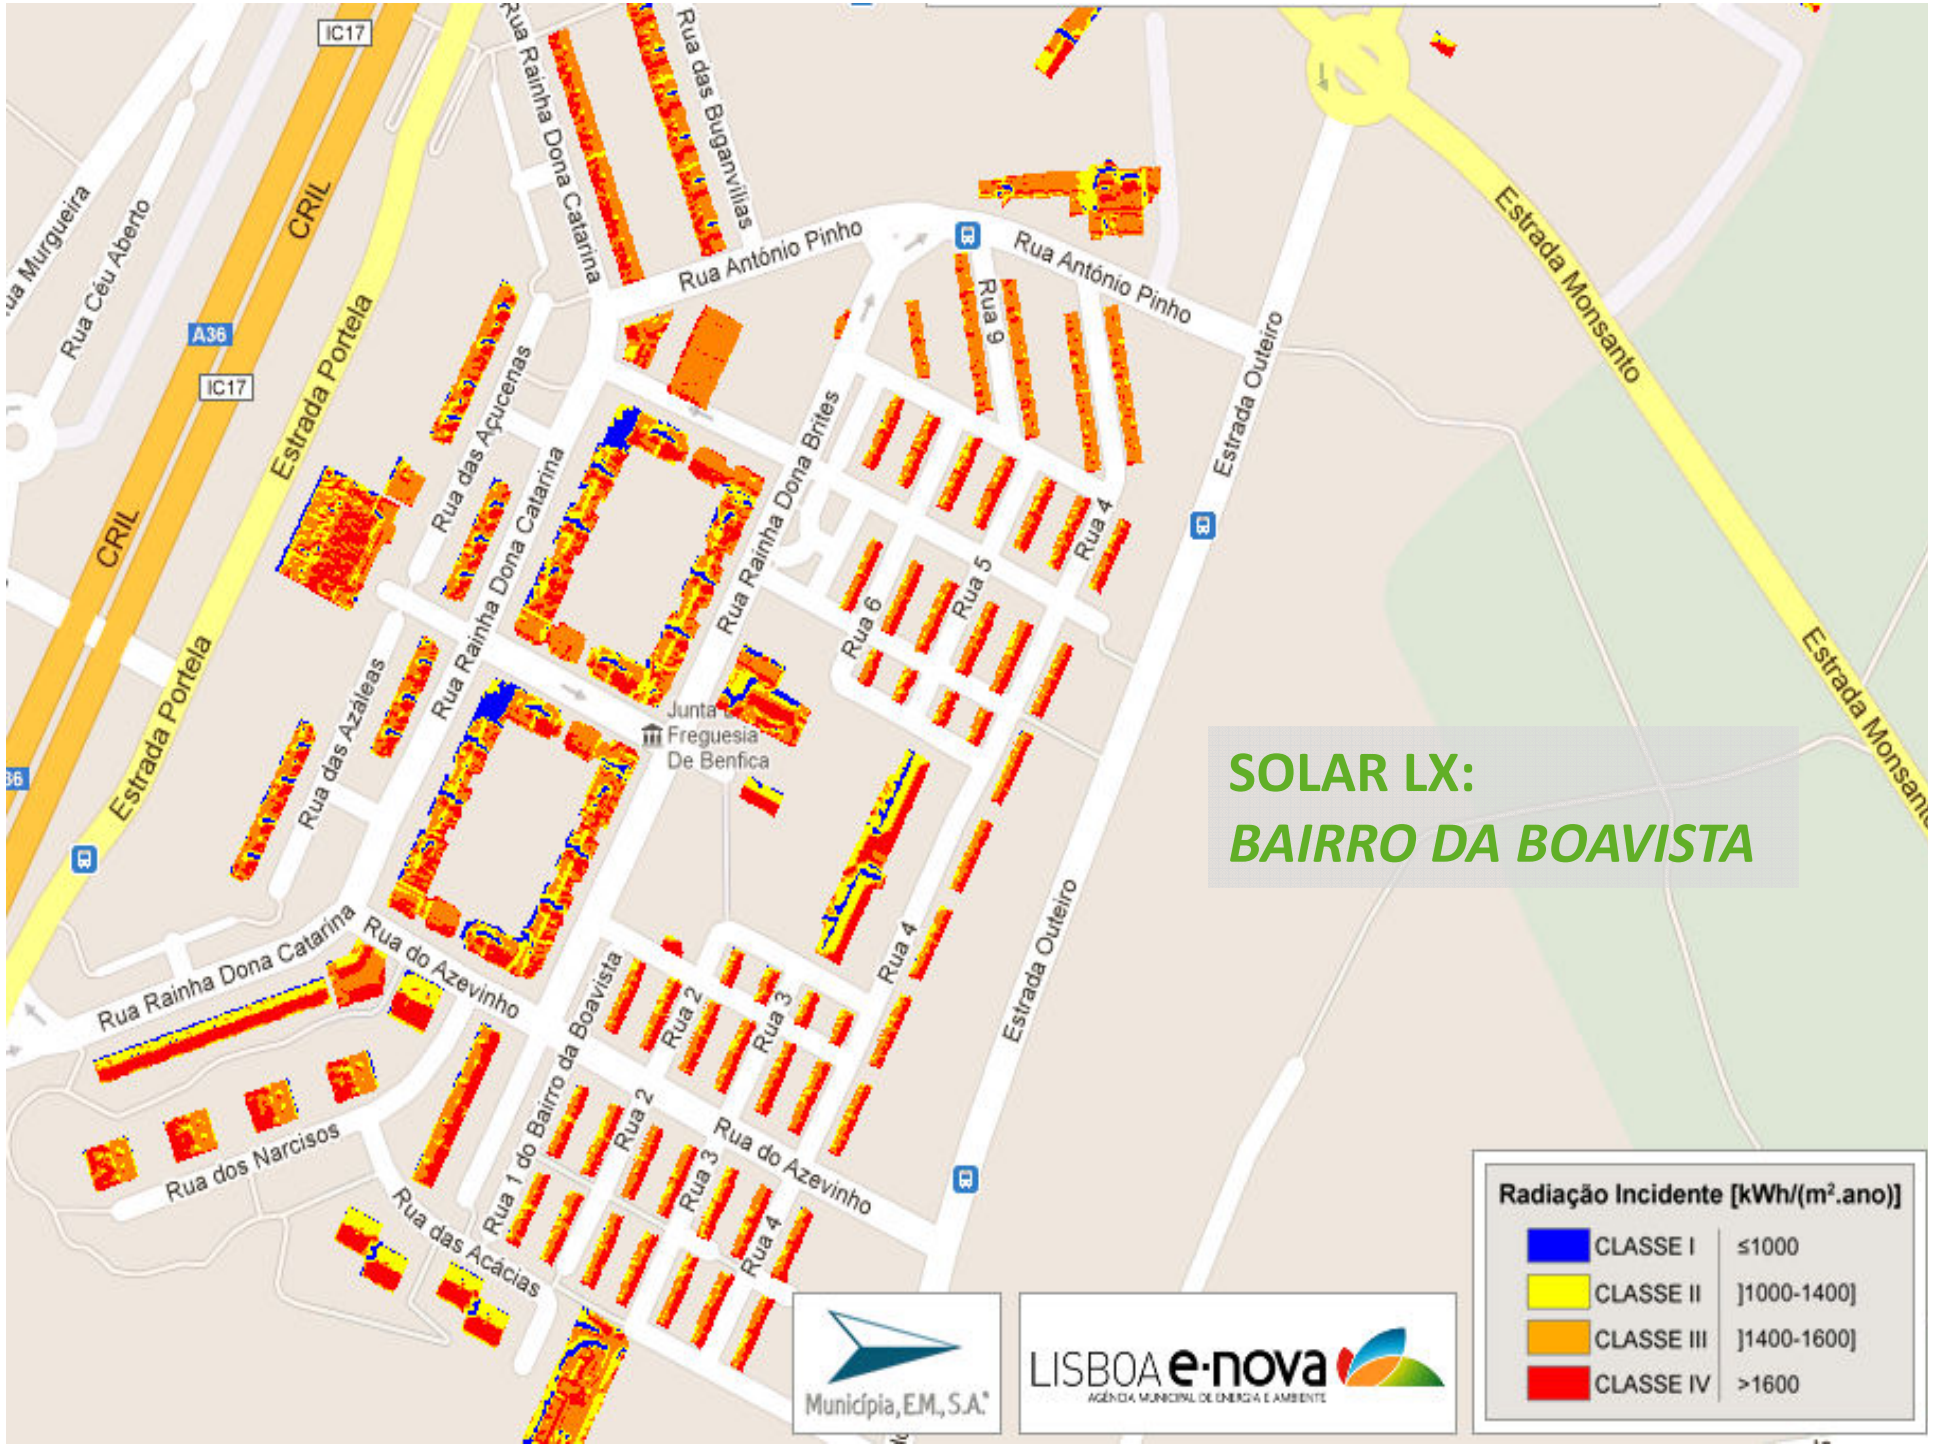 IC17
Rua Rainha Dona Catarina
Rua das Buganvílias
CRIL
Rua Murgueira
Rua Céu Aberto
A36
IC17
Estrada Portela
Rua António Pinho
Rua António Pinho
Rua 9
Estrada Monsanto
Estrada Outeiro
Rua das Açucenas
Rua Rainha Dona Catarina
Rua Rainha Dona Brites
CRIL
Rua 4
Rua 5
Rua 6
Estrada Portela
Rua das Azáleas
36
Junta
Freguesia
De Benfica
Estrada Monsanto
SOLAR LX:
BAIRRO DA BOAVISTA
Rua Rainha Dona Catarina
Rua do Azevinho
Rua 4
Estrada Outeiro
Rua 1 do Bairro da Boavista
Rua 2
Rua 3
Rua 2
Rua 3
Rua 4
Rua do Azevinho
Rua dos Narcisos
Rua das Acácias
Municípia, E.M., S.A.
LISBOA e·nova
AGÊNCIA MUNICIPAL DE ENERGIA E AMBIENTE
Radiação Incidente [kWh/(m².ano)]
CLASSE I ≤1000
CLASSE II ]1000-1400]
CLASSE III ]1400-1600]
CLASSE IV >1600